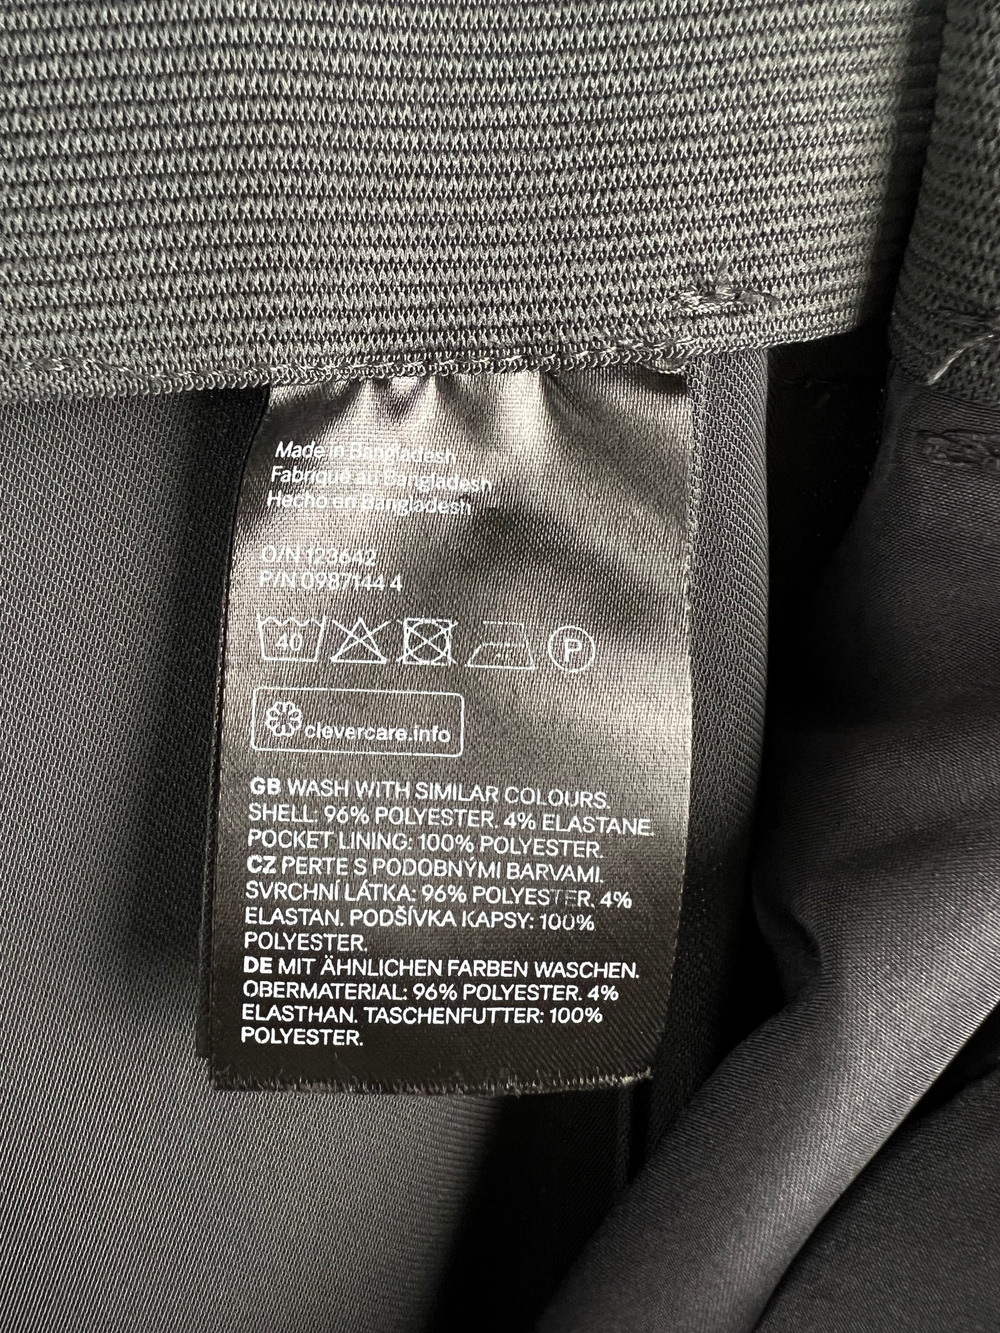 Made in Bangladesh
Fabriqué au Bangladesh
Hecho en Bangladesh
O/N 123642
P/N 0987144 4
40
P
clevercare.info
GB WASH WITH SIMILAR COLOURS.
SHELL: 96% POLYESTER. 4% ELASTANE.
POCKET LINING: 100% POLYESTER.
CZ PERTE S PODOBNÝMI BARVAMI.
SVRCHNÍ LÁTKA: 96% POLYESTER, 4%
ELASTAN. PODŠÍVKA KAPSY: 100%
POLYESTER.
DE MIT ÄHNLICHEN FARBEN WASCHEN.
OBERMATERIAL: 96% POLYESTER. 4%
ELASTHAN. TASCHENFUTTER: 100%
POLYESTER.